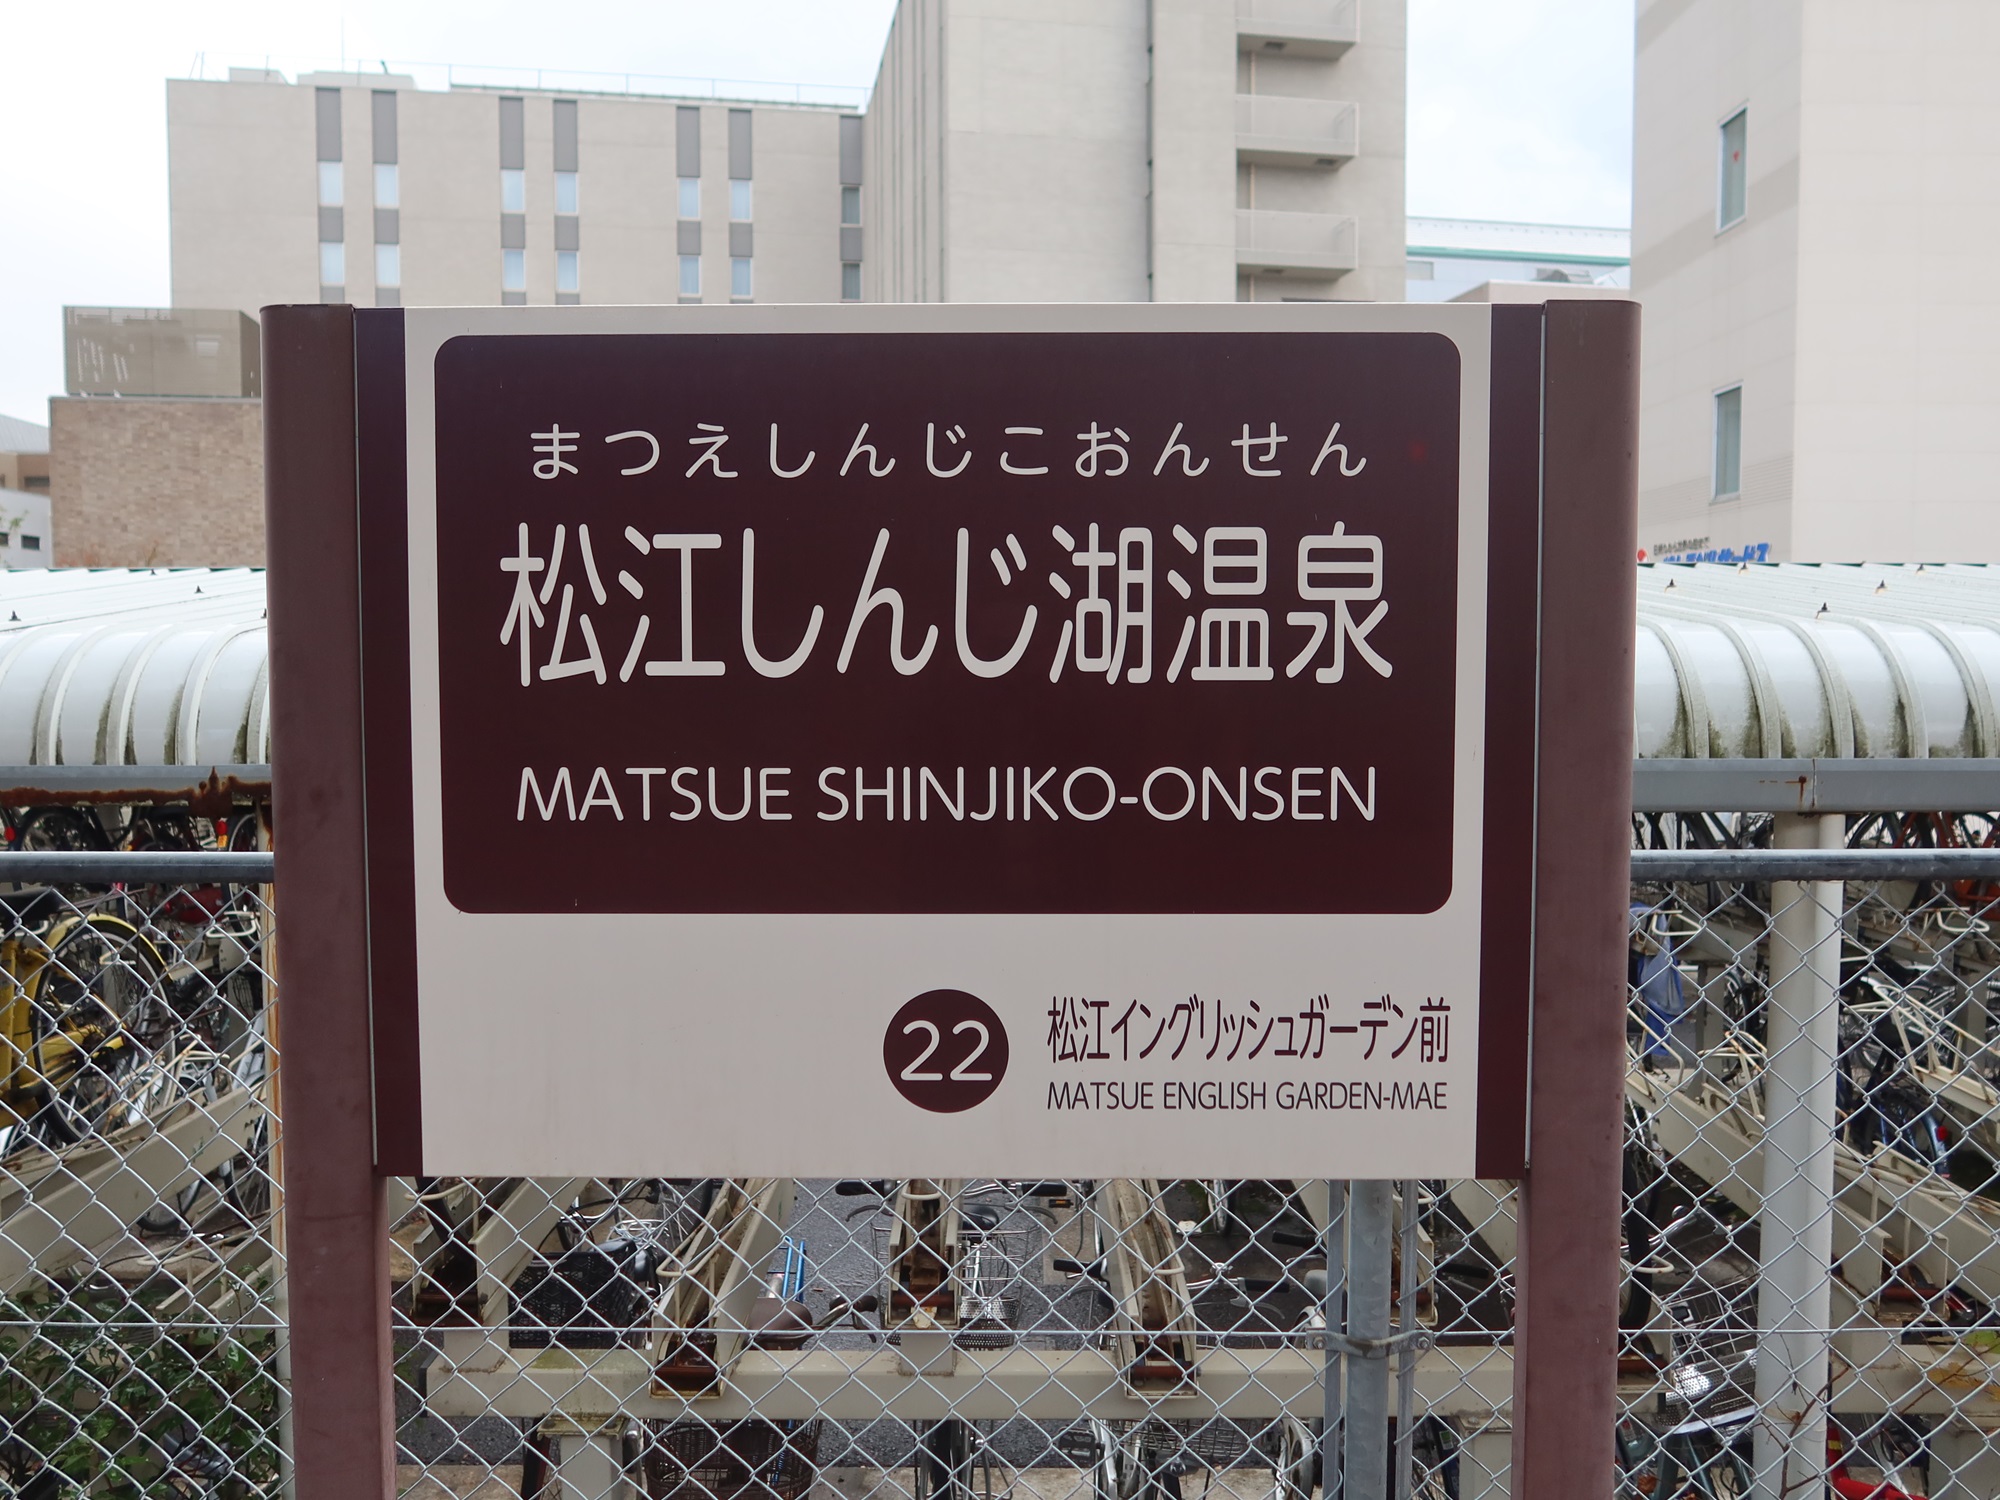 まつえしんじこおんせん
松江しんじ湖温泉
MATSUE SHINJIKO-ONSEN
22 松江イングリッシュガーデン前
MATSUE ENGLISH GARDEN-MAE